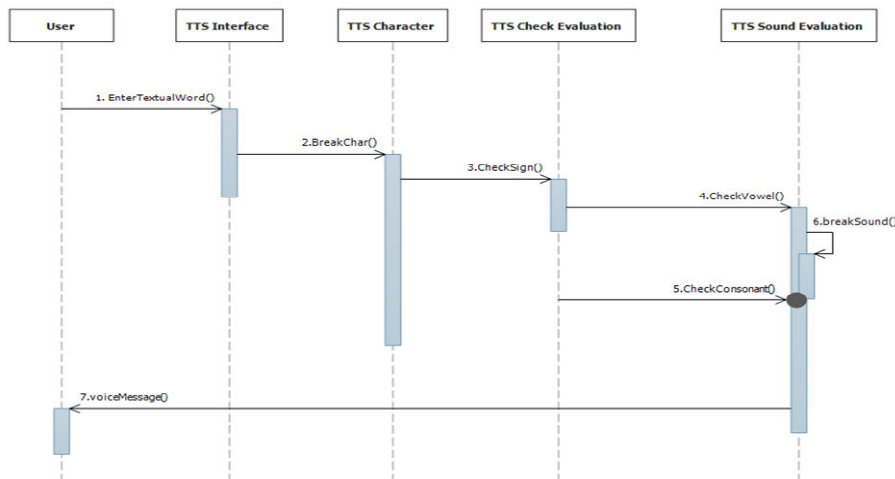 User
TTS Interface
TTS Character
TTS Check Evaluation
TTS Sound Evaluation
1. EnterTextualWord()
2.BreakChar()
3.CheckSign()
4.CheckVowel()
6.breakSound()
5.CheckConsonant()
7.voiceMessage()